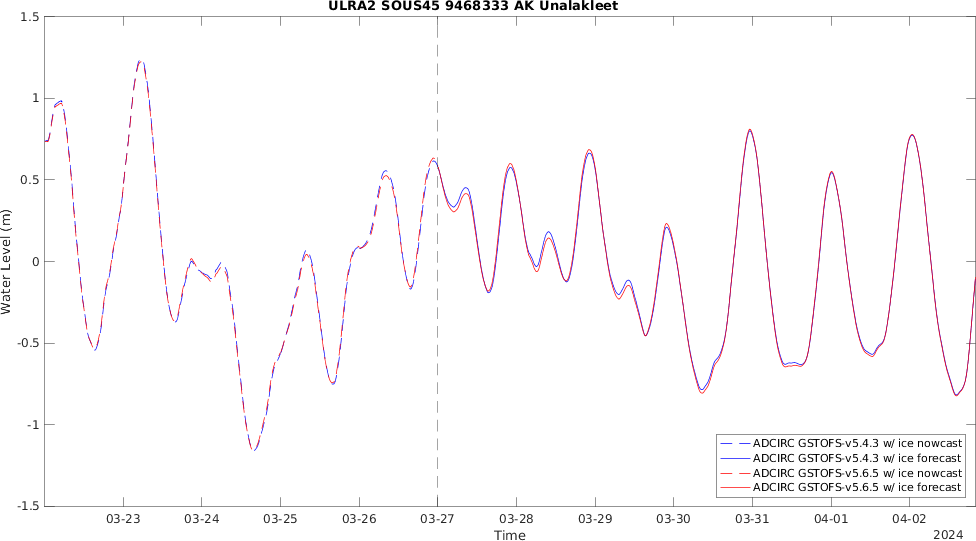 ULRA2 SOUS45 9468333 AK Unalakleet
1.5
1
0.5
0
-0.5
-1
-1.5
Water Level (m)
ADCIRC GSTOFS-v5.4.3 w/ ice nowcast
ADCIRC GSTOFS-v5.4.3 w/ ice forecast
ADCIRC GSTOFS-v5.6.5 w/ ice nowcast
ADCIRC GSTOFS-v5.6.5 w/ ice forecast
03-23 03-24 03-25 03-26 03-27 03-28 03-29 03-30 03-31 04-01 04-02
Time
2024